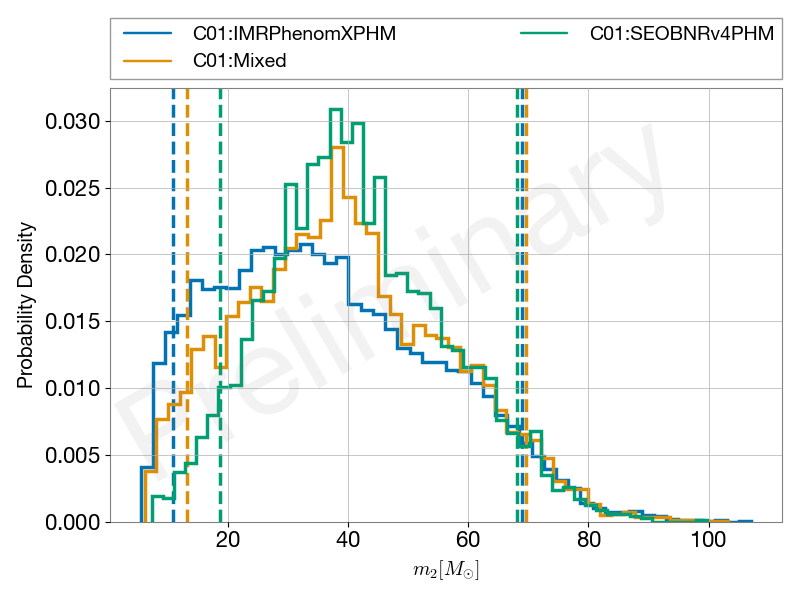 C01:IMRPhenomXPHM
C01:SEOBNRv4PHM
C01:Mixed
Preliminary
Probability Density
0.030
0.025
0.020
0.015
0.010
0.005
0.000
20 40 60 80 100
m₂[M⊙]